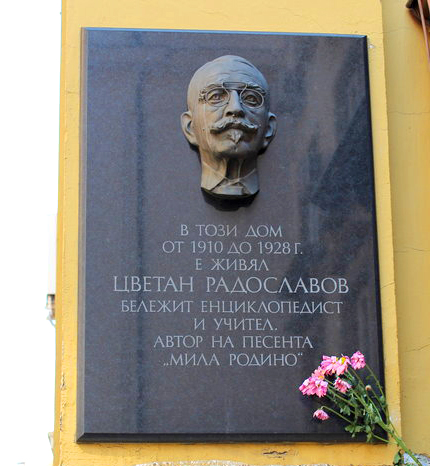 В ТОЗИ ДОМ
ОТ 1910 ДО 1928 Г.
Е ЖИВЯЛ
ЦВЕТАН РАДОСЛАВОВ
БЕЛЕЖИТ ЕНЦИКЛОПЕДИСТ
И УЧИТЕЛ.
АВТОР НА ПЕСЕНТА
„МИЛА РОДИНО“